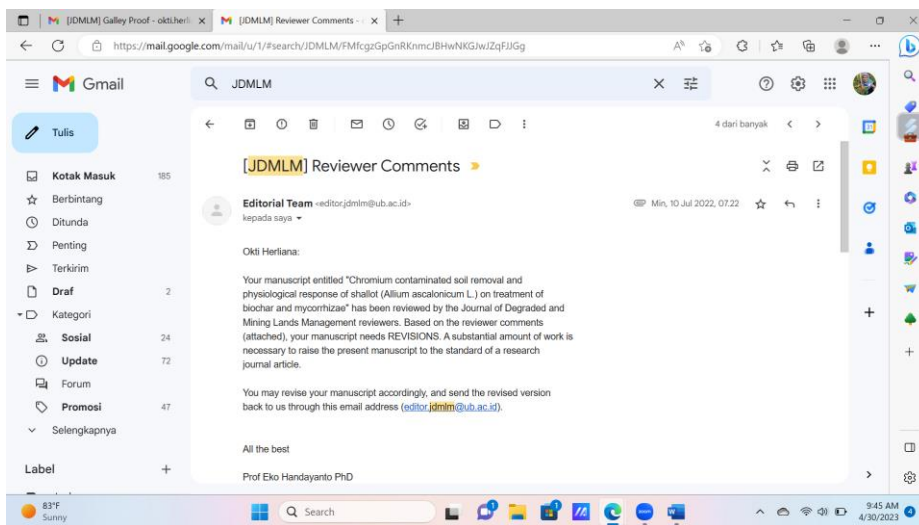 [JDMLM] Galley Proof - okti.herli
[JDMLM] Reviewer Comments -
https://mail.google.com/mail/u/1/#search/JDMLM/FMfcgzGpGnRKnmcJBHwNKGJwJZqFJJGg
Gmail
JDMLM
Tulis
4 dari banyak
Kotak Masuk 185
Berbintang
Ditunda
Penting
Terkirim
Draf 2
Kategori
Sosial 24
Update 72
Forum
Promosi 47
Selengkapnya
Label
[JDMLM] Reviewer Comments
Editorial Team <editor.jdmlm@ub.ac.id>
Min, 10 Jul 2022, 07.22
kepada saya
Okti Herliana:
Your manuscript entitled "Chromium contaminated soil removal and
physiological response of shallot (Allium ascalonicum L.) on treatment of
biochar and mycorrhizae" has been reviewed by the Journal of Degraded and
Mining Lands Management reviewers. Based on the reviewer comments
(attached), your manuscript needs REVISIONS. A substantial amount of work is
necessary to raise the present manuscript to the standard of a research
journal article.
You may revise your manuscript accordingly, and send the revised version
back to us through this email address (editor.jdmlm@ub.ac.id).
All the best
Prof Eko Handayanto PhD
83°F
Sunny
Search
9:45 AM
4/30/2023